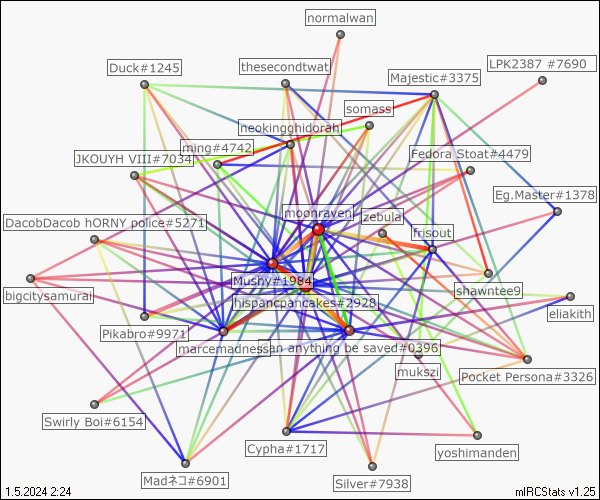 normalwan
Duck#1245
thesecondtwat
LPK2387 #7690
Majestic#3375
somass
neokingghidorah
ming#4742
JKOUYH VIII#7034
Fedora Stoat#4479
Eg.Master#1378
moonraven
zebula
DacobDacob hORNY police#5271
frisout
Mushy#1984
bigcitysamurai
hispancpancakes#2928
shawntee9
eliakith
Pikabro#9971
marcemadness
an anything be saved#0396
mukszi
Pocket Persona#3326
Swirly Boi#6154
Cypha#1717
yoshimanden
Madネコ#6901
Silver#7938
1.5.2024 2:24
mIRCStats v1.25